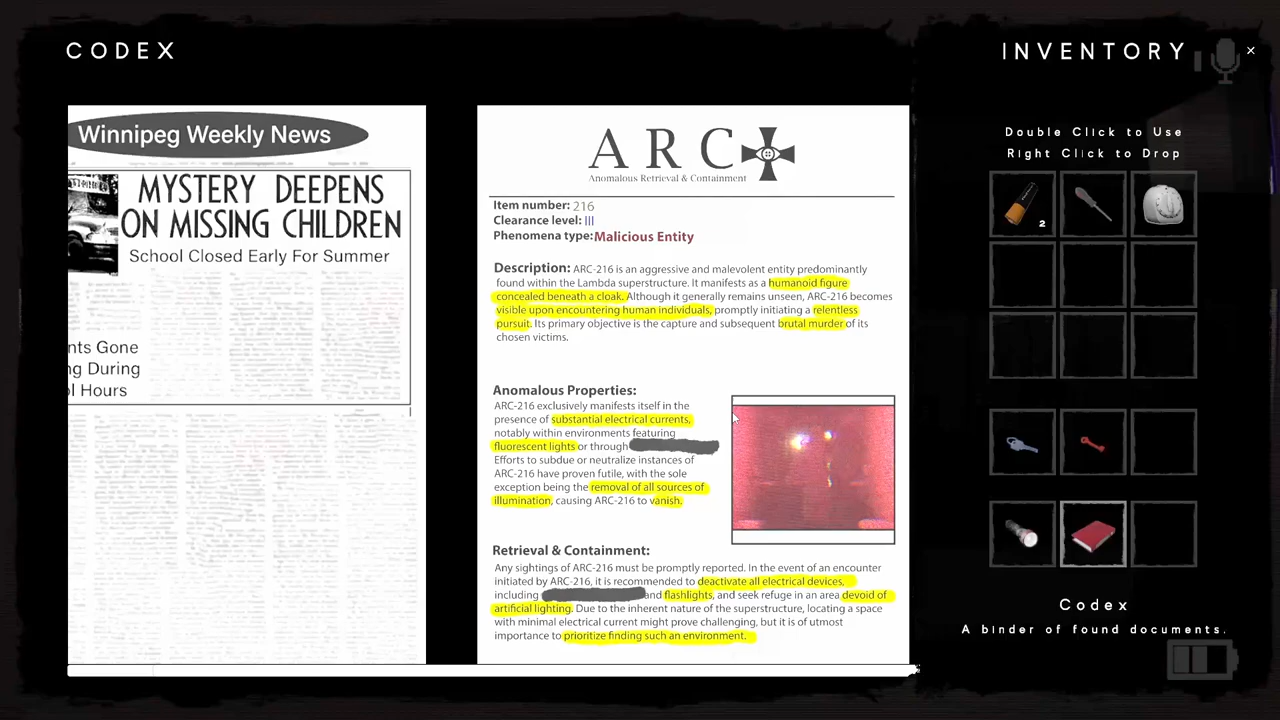 CODEX
Winnipeg Weekly News
MYSTERY DEEPENS
ON MISSING CHILDREN
School Closed Early For Summer
nts Gone
ng During
ol Hours
ARC
Anomalous Retrieval & Containment
Item number: 216
Clearance level: III
Phenomena type:Malicious Entity
Description: ARC-216 is an aggressive and malevolent entity predominantly
found within the Lambda superstructure. It manifests as a humanoid figure
concealed beneath a cloak. Although it generally remains unseen, ARC-216 becomes
visible upon encountering human individuals, promptly initiating a relentless
pursuit. Its primary objective is the capture and subsequent brutal murder of its
chosen victims.
Anomalous Properties:
ARC-216 exclusively manifests itself in the
presence of substantial electrical currents,
notably within environments featuring
fluorescent lights or through
Efforts to subdue or neutralize instances of
ARC-216 have proven futile, with the sole
exception being the removal of all sources of
illumination, causing ARC-216 to vanish.
Retrieval & Containment:
Any sightings of ARC-216 must be promptly reported. In the event of an encounter
initiated by ARC-216, it is recommended to deactivate all electrical devices,
including and flashlights, and seek refuge in an area devoid of
artificial lighting. Due to the inherent nature of the superstructure, locating a space
with minimal electrical current might prove challenging, but it is of utmost
importance to prioritize finding such an environment.
INVENTORY
×
Double Click to Use
Right Click to Drop
2
Codex
A binder of found documents.